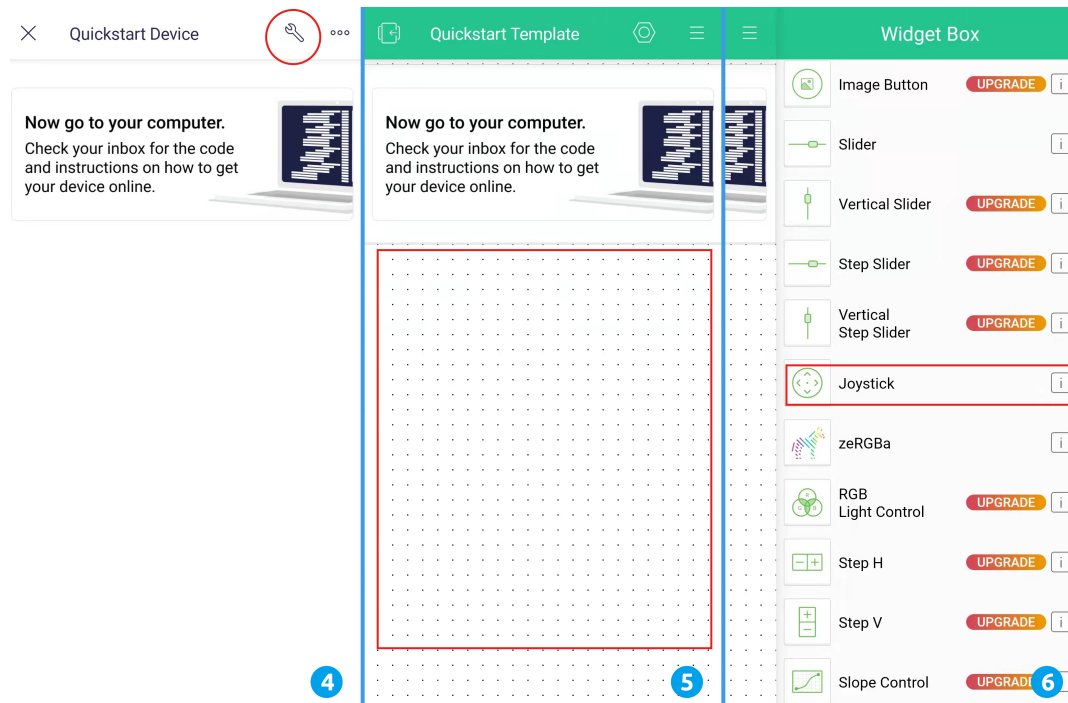 Quickstart Device
Now go to your computer.
Check your inbox for the code
and instructions on how to get
your device online.
4
Quickstart Template
Now go to your computer.
Check your inbox for the code
and instructions on how to get
your device online.
5
Widget Box
Image Button UPGRADE i
Slider i
Vertical Slider UPGRADE i
Step Slider UPGRADE i
Vertical
Step Slider UPGRADE i
Joystick i
zeRGBa i
RGB
Light Control UPGRADE i
Step H UPGRADE i
Step V UPGRADE i
Slope Control UPGRADE
6